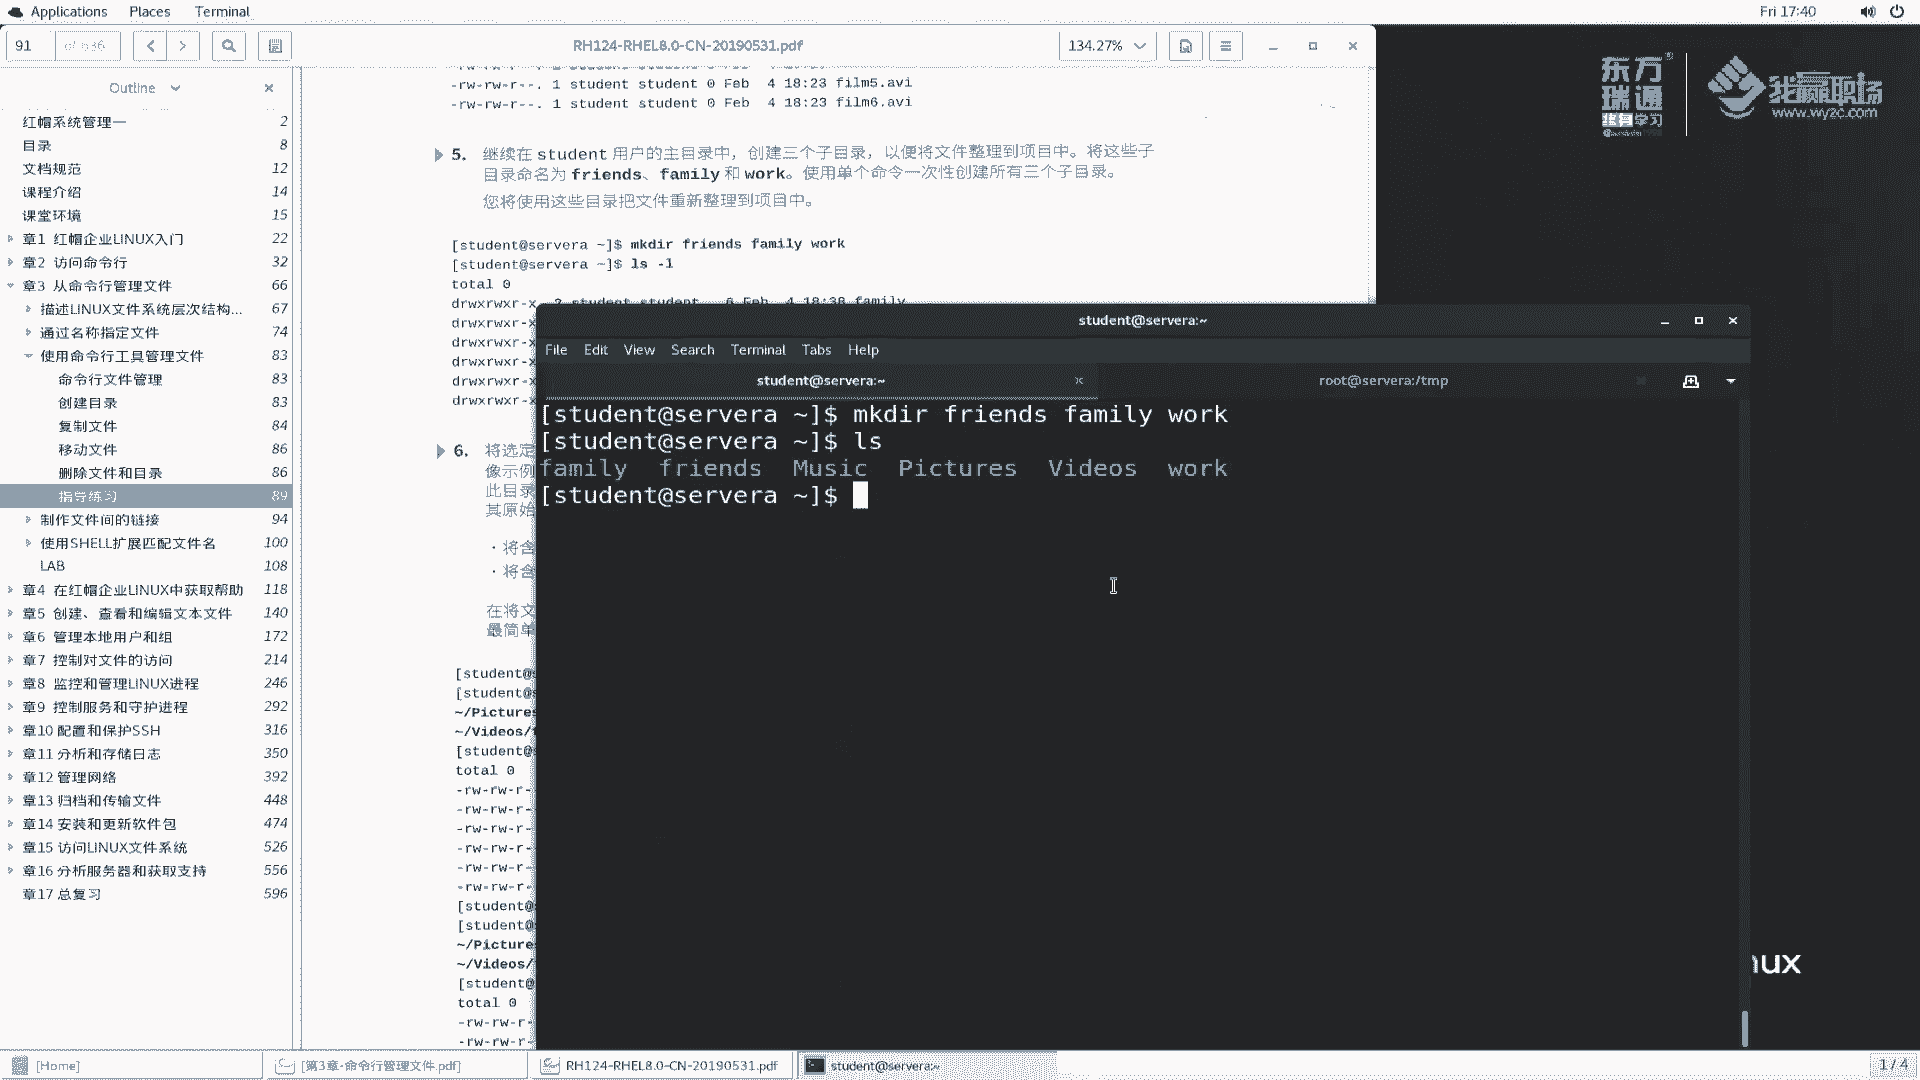 Applications Places Terminal Fri 17:40
91 of 636 RH124-RHEL8.0-CN-20190531.pdf 134.27%
Outline
红帽系统管理一 2
目录 8
文档规范 12
课程介绍 14
课堂环境 15
章1 红帽企业LINUX入门 22
章2 访问命令行 32
章3 从命令行管理文件 66
描述LINUX文件系统层次结构... 67
通过名称指定文件 74
使用命令行工具管理文件 83
命令行文件管理 83
创建目录 83
复制文件 84
移动文件 86
删除文件和目录 86
指导练习 89
制作文件间的链接 94
使用SHELL扩展匹配文件名 100
LAB 108
章4 在红帽企业LINUX中获取帮助 118
章5 创建、查看和编辑文本文件 140
章6 管理本地用户和组 172
章7 控制对文件的访问 214
章8 监控和管理LINUX进程 246
章9 控制服务和守护进程 292
章10 配置和保护SSH 316
章11 分析和存储日志 350
章12 管理网络 392
章13 归档和传输文件 448
章14 安装和更新软件包 474
章15 访问LINUX文件系统 526
章16 分析服务器和获取支持 556
章17 总复习 596
-rw-rw-r--. 1 student student 0 Feb 4 18:23 film5.avi
-rw-rw-r--. 1 student student 0 Feb 4 18:23 film6.avi
5. 继续在 student 用户的主目录中，创建三个子目录，以便将文件整理到项目中。将这些子
目录命名为 friends、family 和 work。使用单个命令一次性创建所有三个子目录。
您将使用这些目录把文件重新整理到项目中。
[student@servera ~]$ mkdir friends family work
[student@servera ~]$ ls -l
total 0
drwxrwxr-x. 2 student student 6 Feb 4 18:38 family
drwxrwxr-x
drwxrwxr-x
drwxrwxr-x
drwxrwxr-x
drwxrwxr-x
6. 将选定
像示例
此目录
其原始
· 将含
· 将含
在将文
最简单
[student@s
[student@s
~/Pictures
~/Videos/
[student@s
total 0
-rw-rw-r-
-rw-rw-r-
-rw-rw-r-
-rw-rw-r-
-rw-rw-r-
-rw-rw-r-
[student@
[student@
~/Picture
~/Videos/
[student@
total 0
-rw-rw-r-
-rw-rw-r-
student@servera:~
File Edit View Search Terminal Tabs Help
student@servera:~ root@servera:/tmp
[student@servera ~]$ mkdir friends family work
[student@servera ~]$ ls
family friends Music Pictures Videos work
[student@servera ~]$
东方
瑞通
终身学习
我赢职场
www.wy2c.com
nux
[Home] [第3章-命令行管理文件.pdf] RH124-RHEL8.0-CN-20190531.pdf student@servera:~ 1 / 4